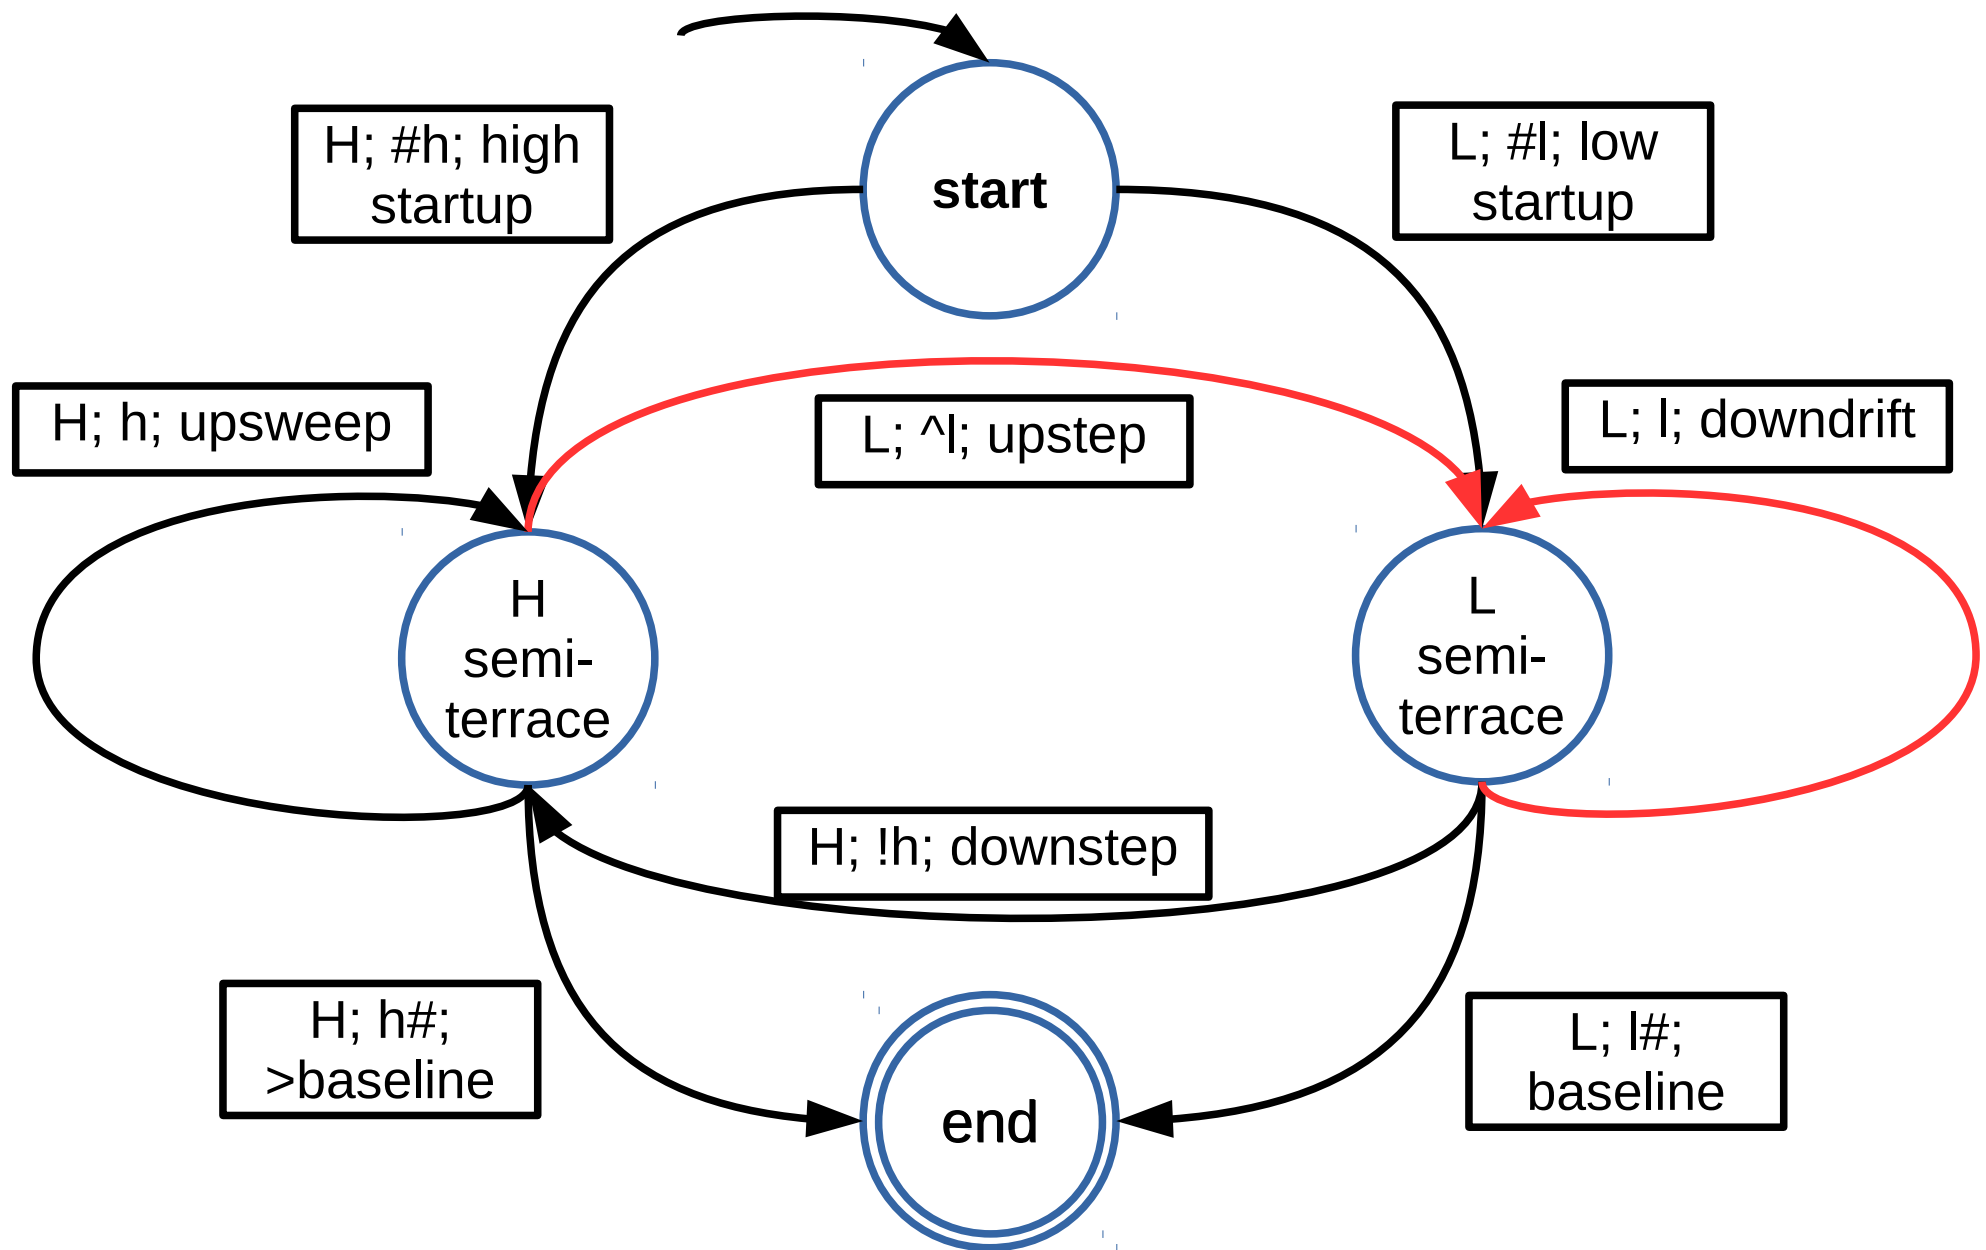 H; #h; high
startup
start
L; #l; low
startup
H; h; upsweep
L; ^l; upstep
L; l; downdrift
H
semi-
terrace
L
semi-
terrace
H; !h; downstep
H; h#;
>baseline
end
L; l#;
baseline